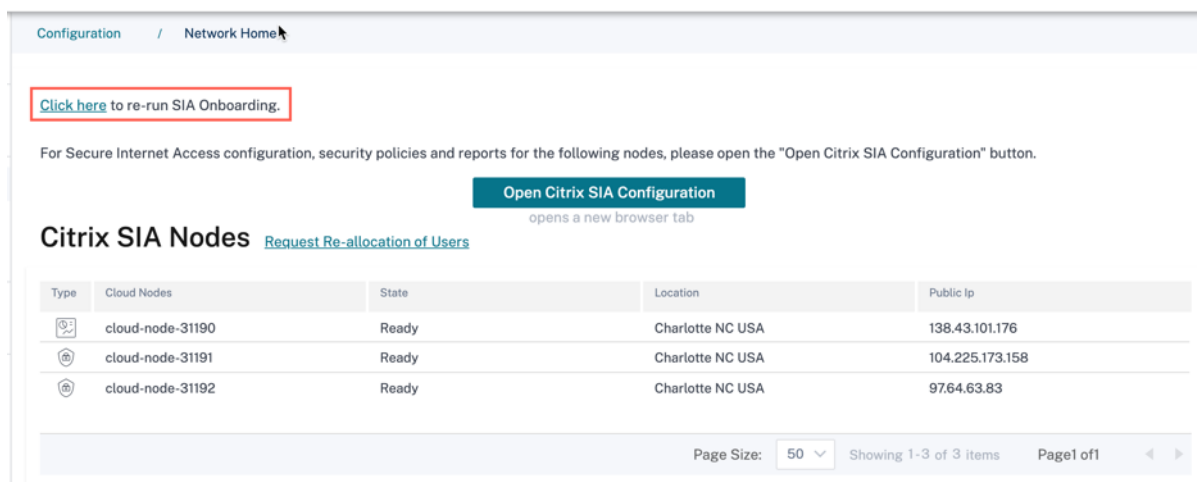 Configuration / Network Home
Click here to re-run SIA Onboarding.
For Secure Internet Access configuration, security policies and reports for the following nodes, please open the "Open Citrix SIA Configuration" button.
Open Citrix SIA Configuration
opens a new browser tab
Citrix SIA Nodes Request Re-allocation of Users
Type Cloud Nodes State Location Public Ip
cloud-node-31190 Ready Charlotte NC USA 138.43.101.176
cloud-node-31191 Ready Charlotte NC USA 104.225.173.158
cloud-node-31192 Ready Charlotte NC USA 97.64.63.83
Page Size: 50 Showing 1-3 of 3 items Page1 of1